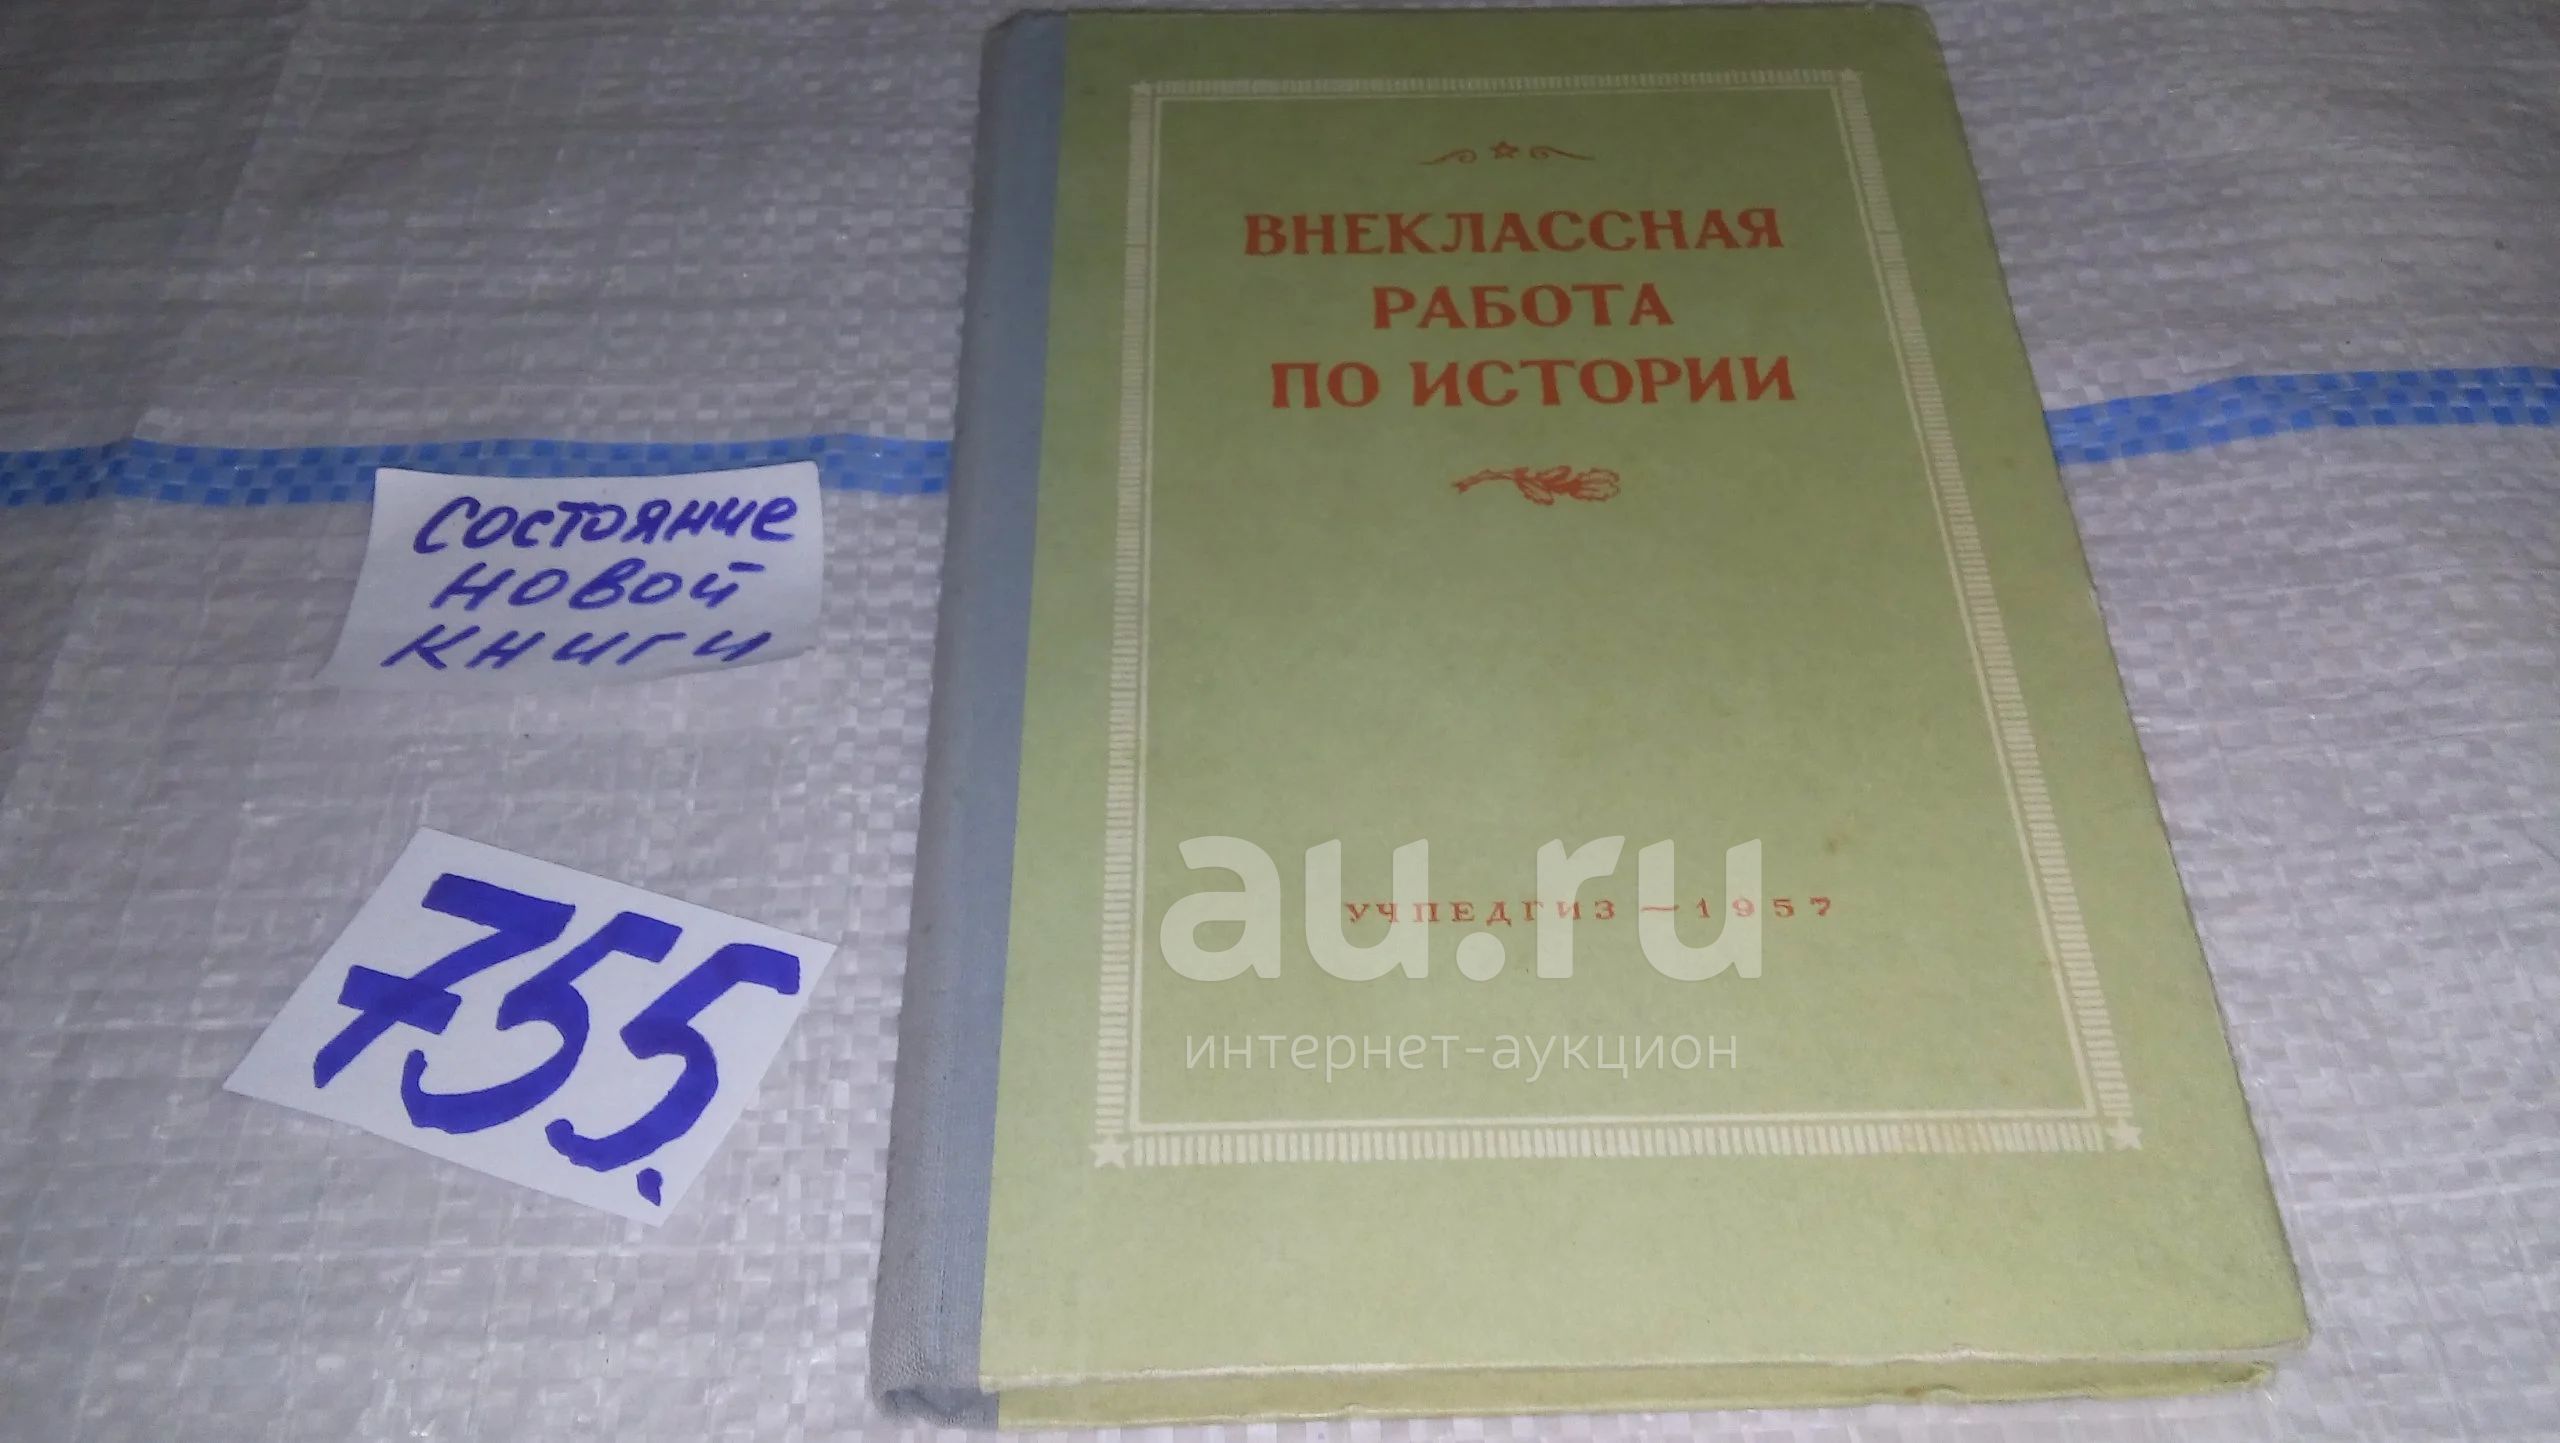 ВНЕКЛАССНАЯ
РАБОТА
ПО ИСТОРИИ
СОСТОЯНИЕ
НОВОЙ
КНИГИ
755.
УЧПЕДГИЗ — 1957
au.ru
интернет-аукцион